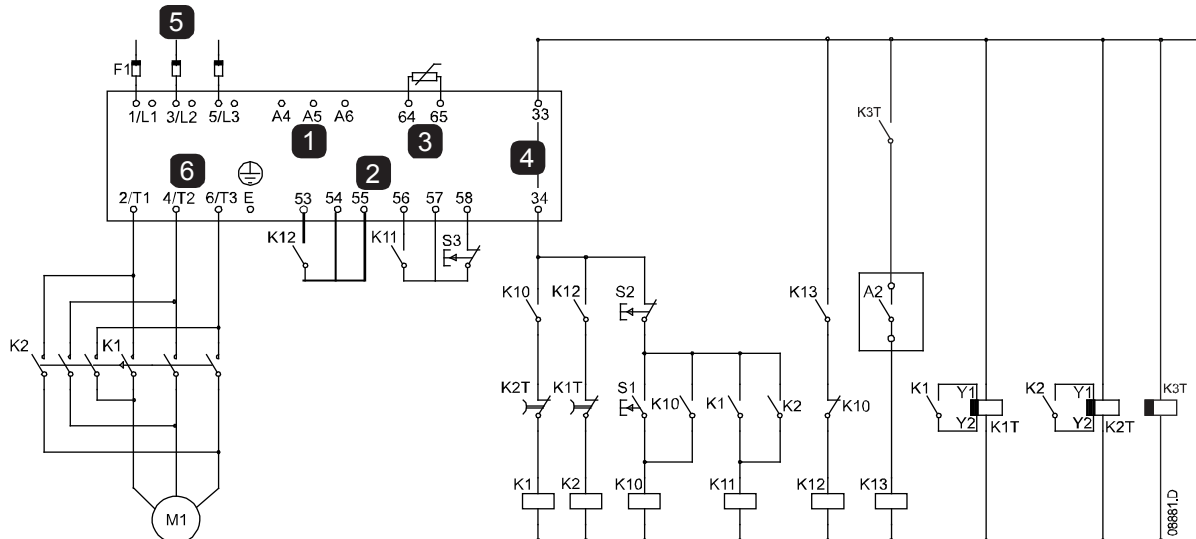 5
F1
1/L1 3/L2 5/L3 A4 A5 A6 64 65 33
1 3
K3T
6 2 4
2/T1 4/T2 6/T3 E 53 54 55 56 57 58 34
K12 K11 S3
K10 K12 S2 K13 A2
K2 K1
K2T K1T S1 K10 K1 K2 K10 K1 Y1 K2 Y1 K3T
Y2 K1T Y2 K2T
K1 K2 K10 K11 K12 K13
M1
08881.D